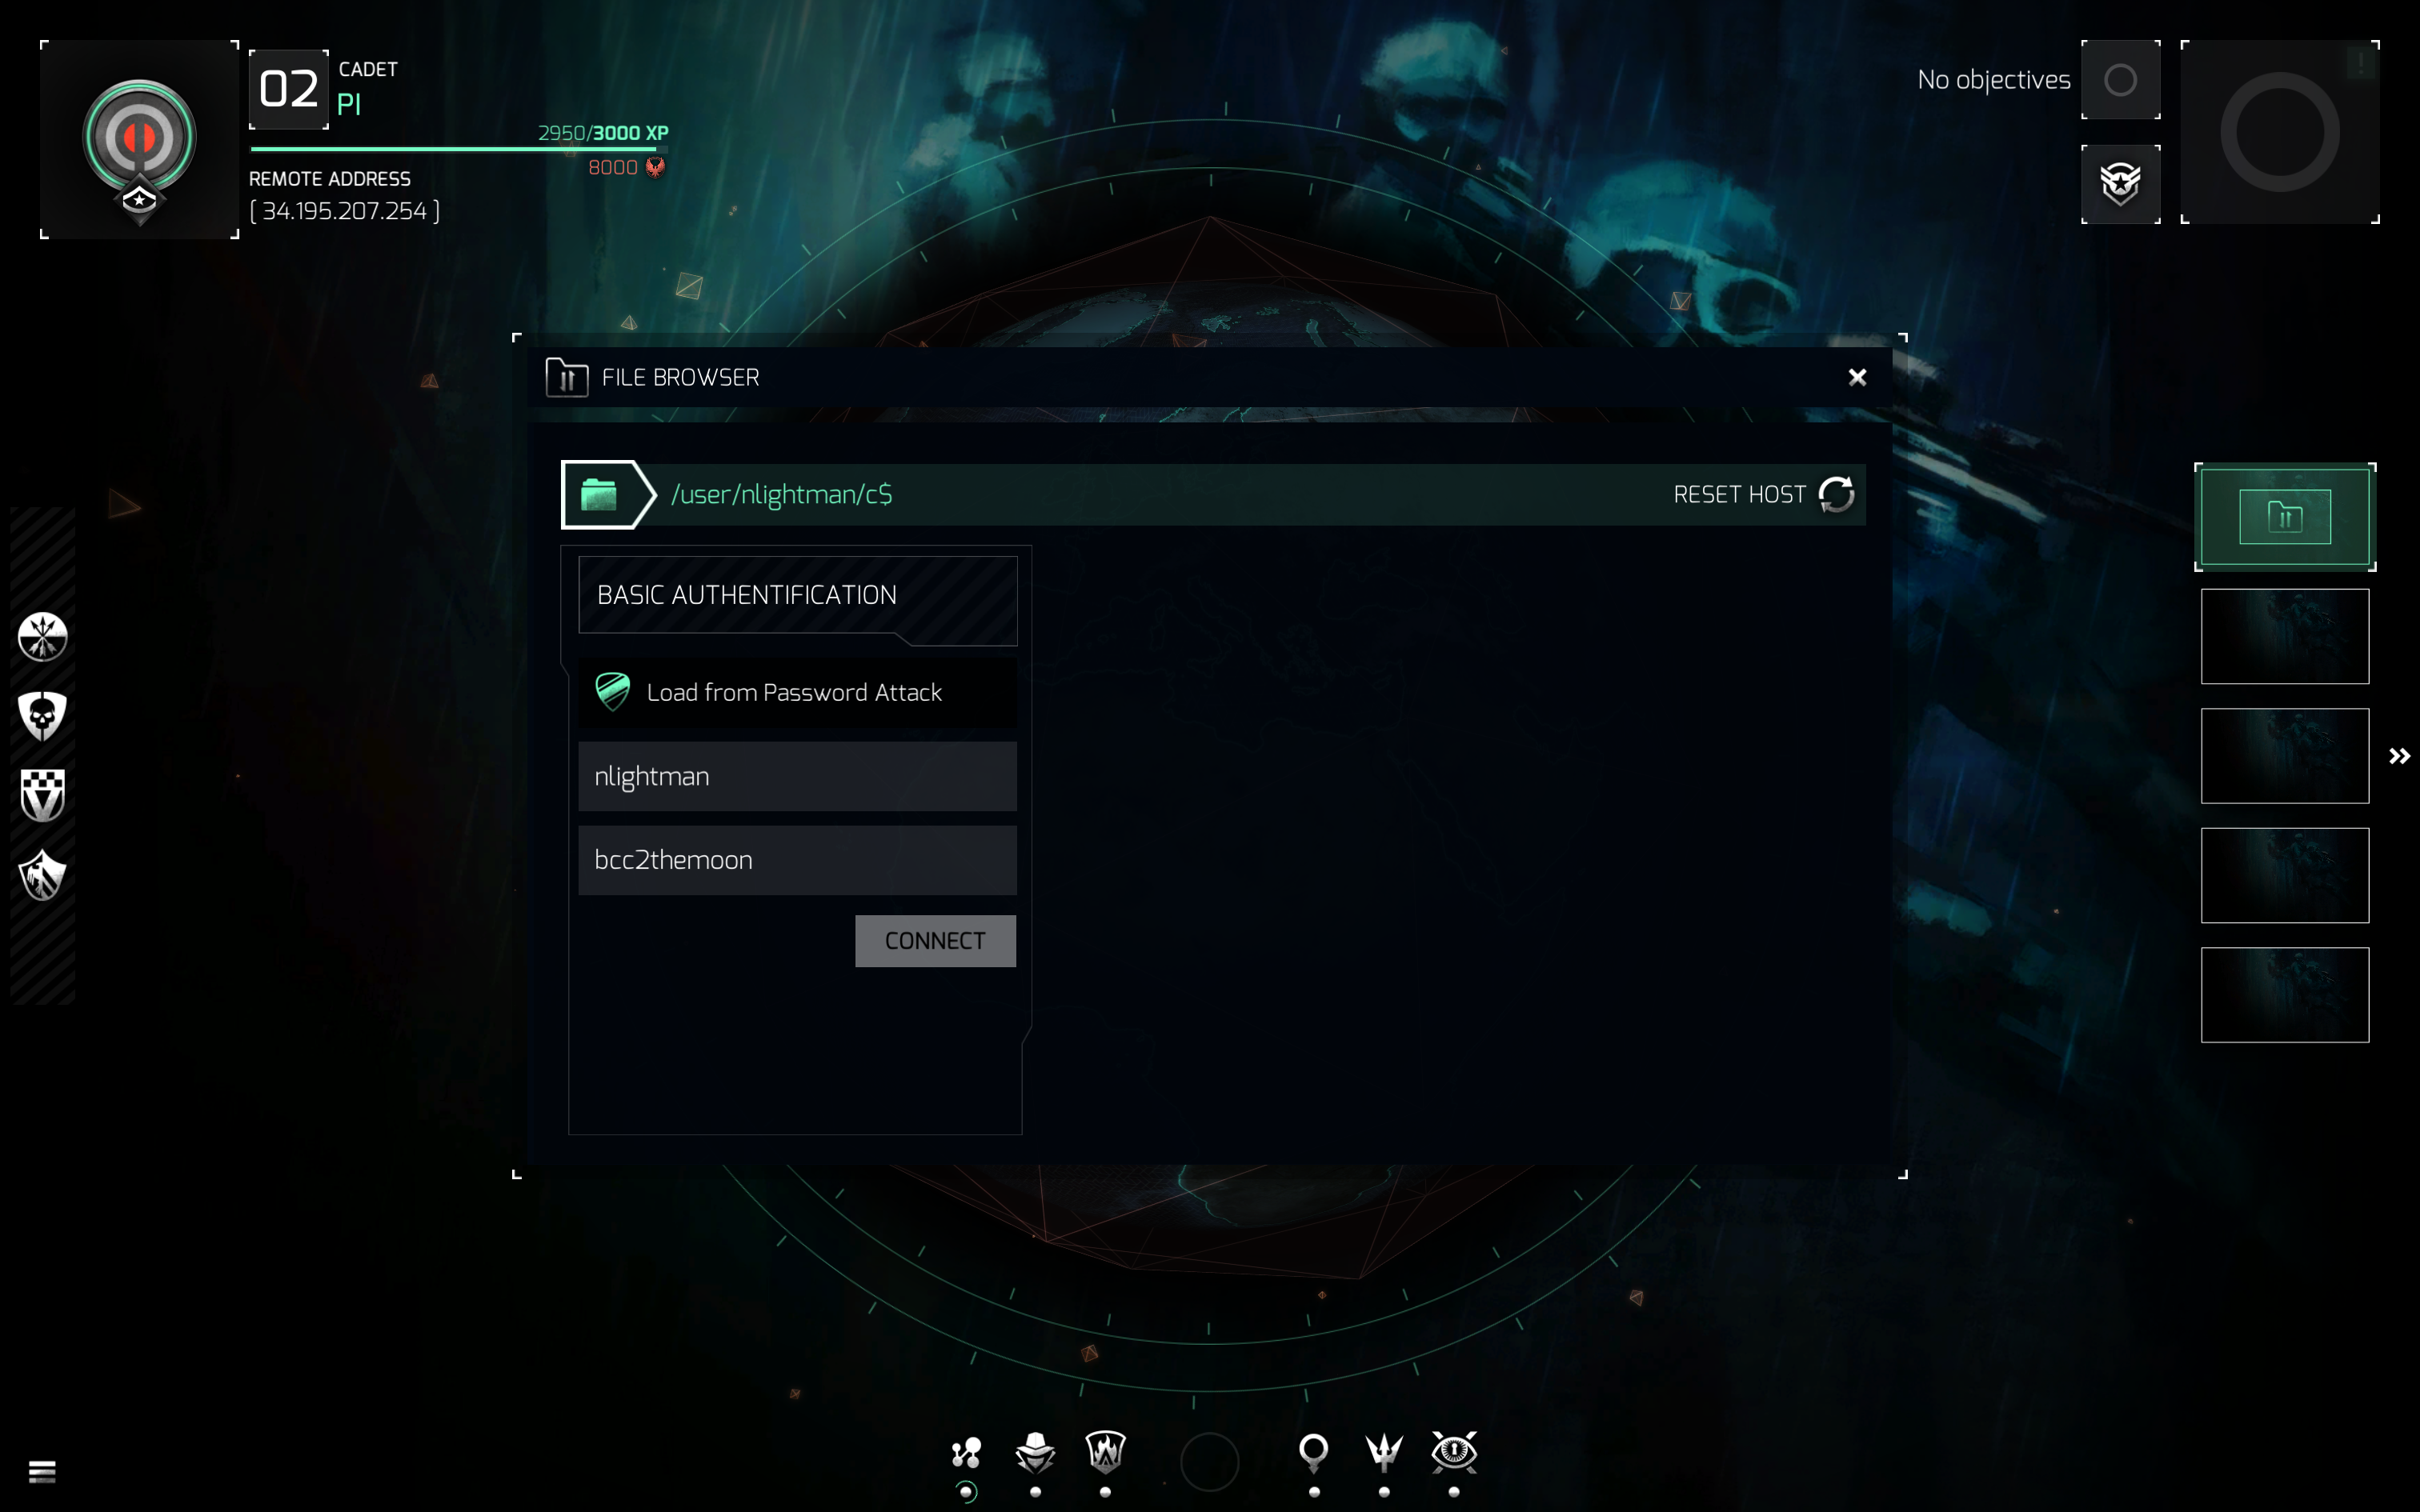 02
CADET
PI
2950/3000 XP
8000
REMOTE ADDRESS
[ 34.195.207.254 ]
No objectives
!
FILE BROWSER
/user/nlightman/c$
RESET HOST
BASIC AUTHENTIFICATION
Load from Password Attack
nlightman
bcc2themoon
CONNECT